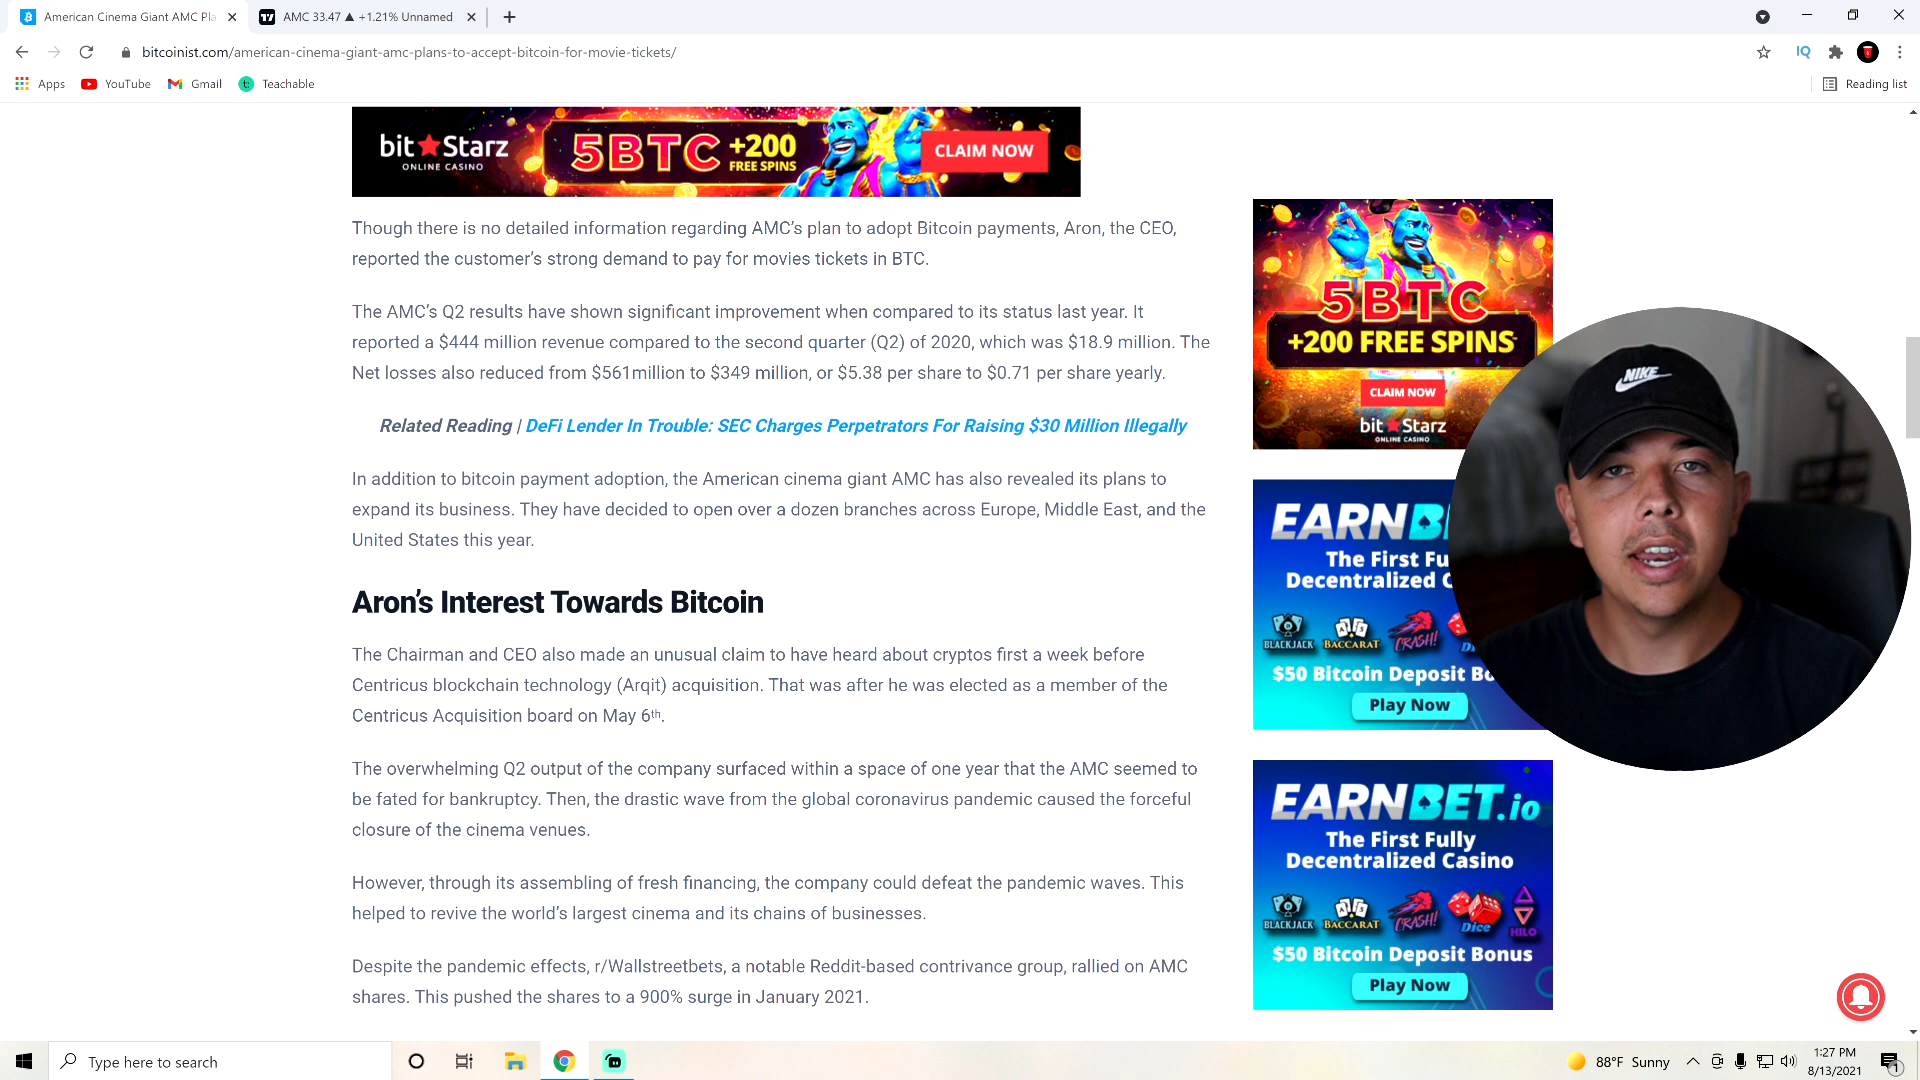 American Cinema Giant AMC Pla
AMC 33.47 ▲ +1.21% Unnamed
bitcoinist.com/american-cinema-giant-amc-plans-to-accept-bitcoin-for-movie-tickets/
IQ
Apps
YouTube
Gmail
Teachable
Reading list
bit★Starz
ONLINE CASINO
5BTC
+200
FREE SPINS
CLAIM NOW
Though there is no detailed information regarding AMC’s plan to adopt Bitcoin payments, Aron, the CEO,
reported the customer’s strong demand to pay for movies tickets in BTC.
The AMC’s Q2 results have shown significant improvement when compared to its status last year. It
reported a $444 million revenue compared to the second quarter (Q2) of 2020, which was $18.9 million. The
Net losses also reduced from $561million to $349 million, or $5.38 per share to $0.71 per share yearly.
Related Reading | DeFi Lender In Trouble: SEC Charges Perpetrators For Raising $30 Million Illegally
In addition to bitcoin payment adoption, the American cinema giant AMC has also revealed its plans to
expand its business. They have decided to open over a dozen branches across Europe, Middle East, and the
United States this year.
Aron’s Interest Towards Bitcoin
The Chairman and CEO also made an unusual claim to have heard about cryptos first a week before
Centricus blockchain technology (Arqit) acquisition. That was after he was elected as a member of the
Centricus Acquisition board on May 6th.
The overwhelming Q2 output of the company surfaced within a space of one year that the AMC seemed to
be fated for bankruptcy. Then, the drastic wave from the global coronavirus pandemic caused the forceful
closure of the cinema venues.
However, through its assembling of fresh financing, the company could defeat the pandemic waves. This
helped to revive the world’s largest cinema and its chains of businesses.
Despite the pandemic effects, r/Wallstreetbets, a notable Reddit-based contrivance group, rallied on AMC
shares. This pushed the shares to a 900% surge in January 2021.
5BTC
+200 FREE SPINS
CLAIM NOW
bit★Starz
ONLINE CASINO
NIKE
EARNB
The First Fu
Decentralized C
BLACKJACK BACCARAT CRASH!
$50 Bitcoin Deposit Bo
Play Now
EARNBET.io
The First Fully
Decentralized Casino
BLACKJACK BACCARAT CRASH! Dice HILO
$50 Bitcoin Deposit Bonus
Play Now
Type here to search
88°F Sunny
1:27 PM
8/13/2021
1